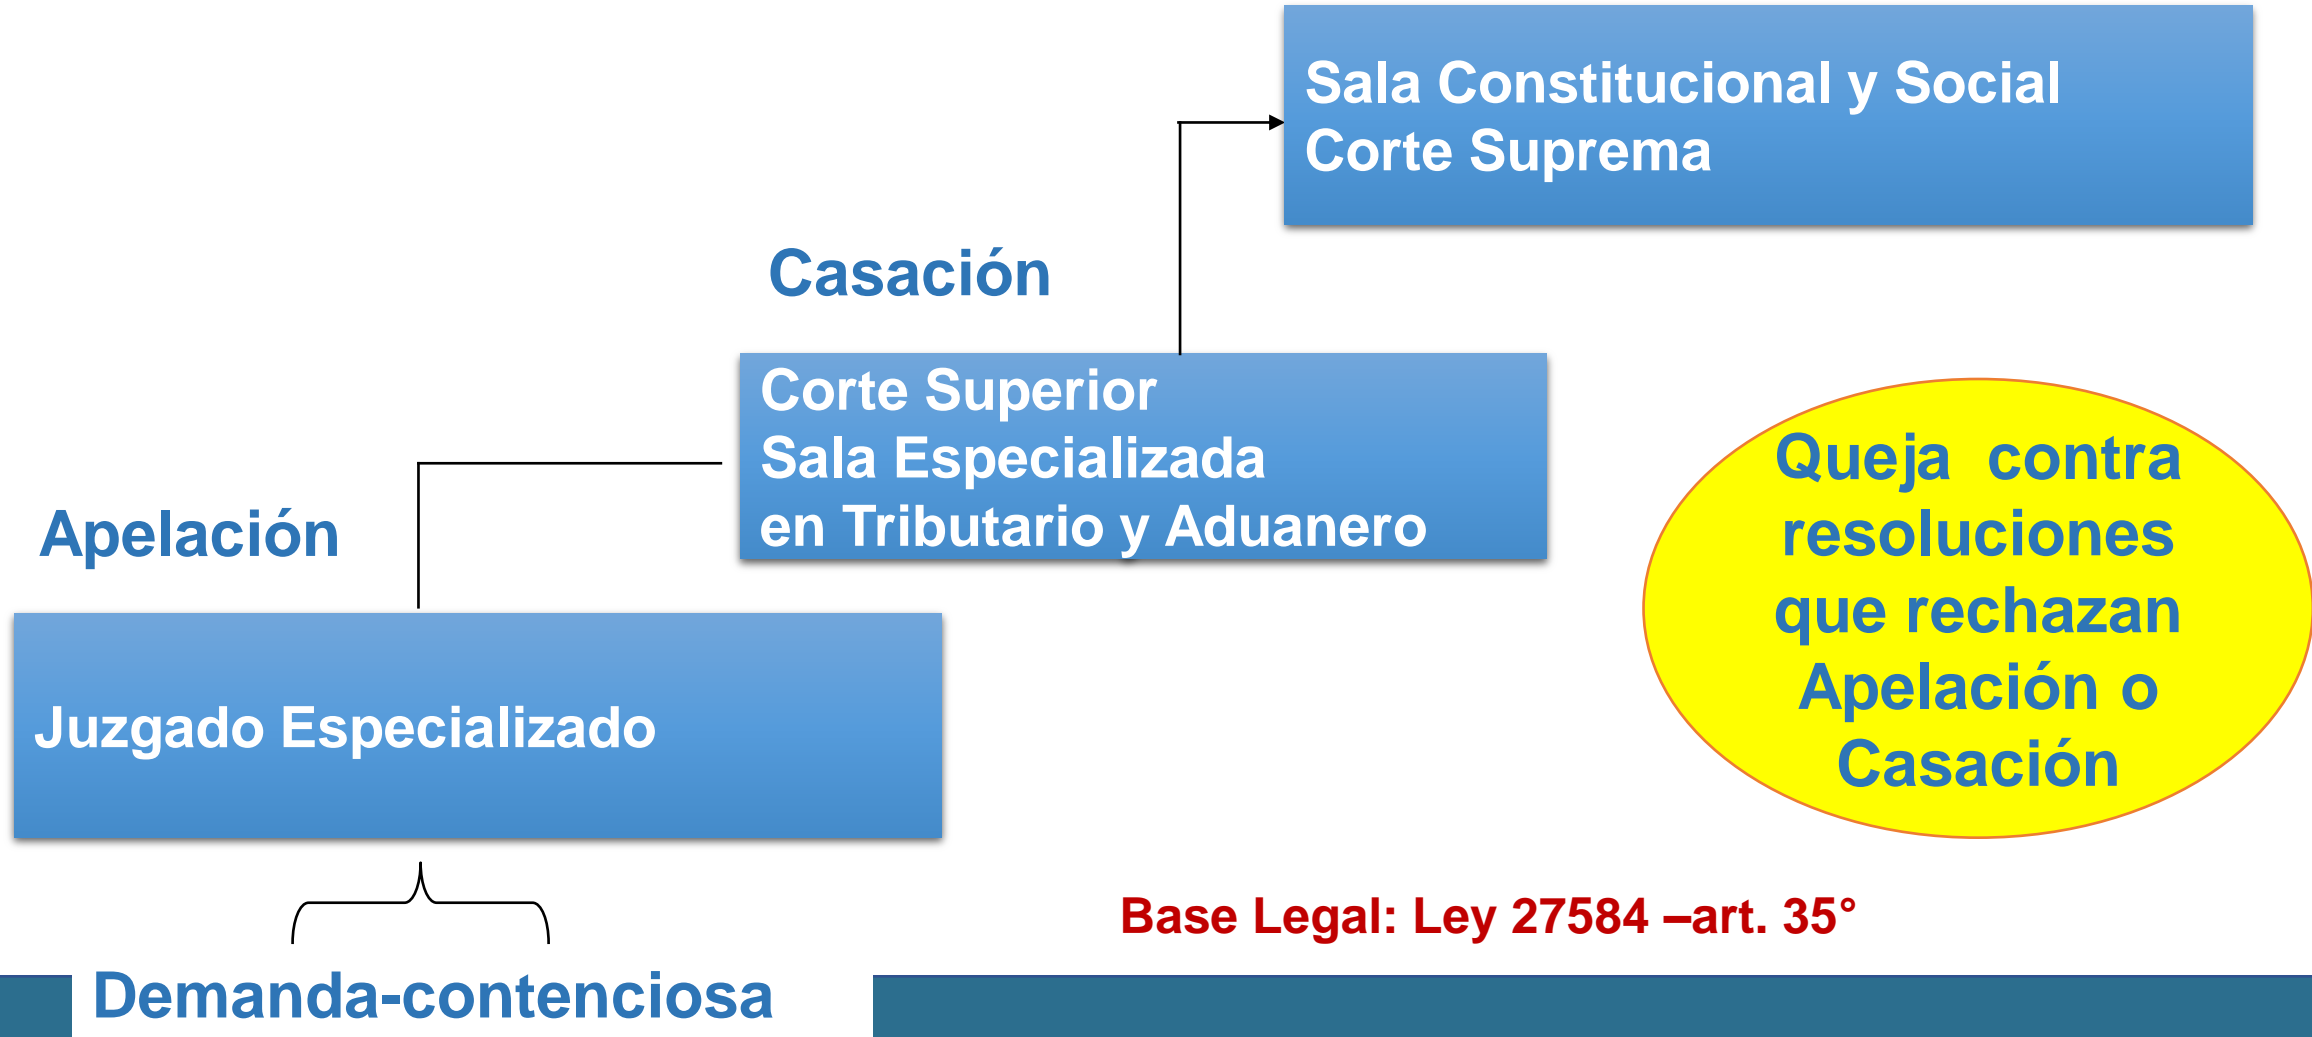 Sala Constitucional y Social
Corte Suprema
Casación
Corte Superior
Sala Especializada
en Tributario y Aduanero
Queja contra
resoluciones
que rechazan
Apelación o
Casación
Apelación
Juzgado Especializado
Base Legal: Ley 27584 –art. 35°
Demanda-contenciosa